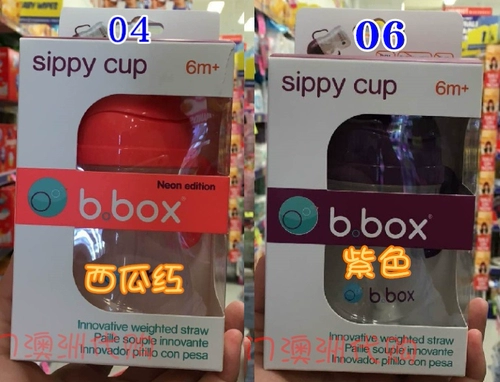 04
sippy cup
6m+
Neon edition
b.box
西瓜红
Innovative weighted straw
Paille souple innovante
Innovador pitillo con pesa
06
sippy cup
6m+
b.box
紫色
b.box
Innovative weighted straw
Paille souple innovante
Innovador pitillo con pesa